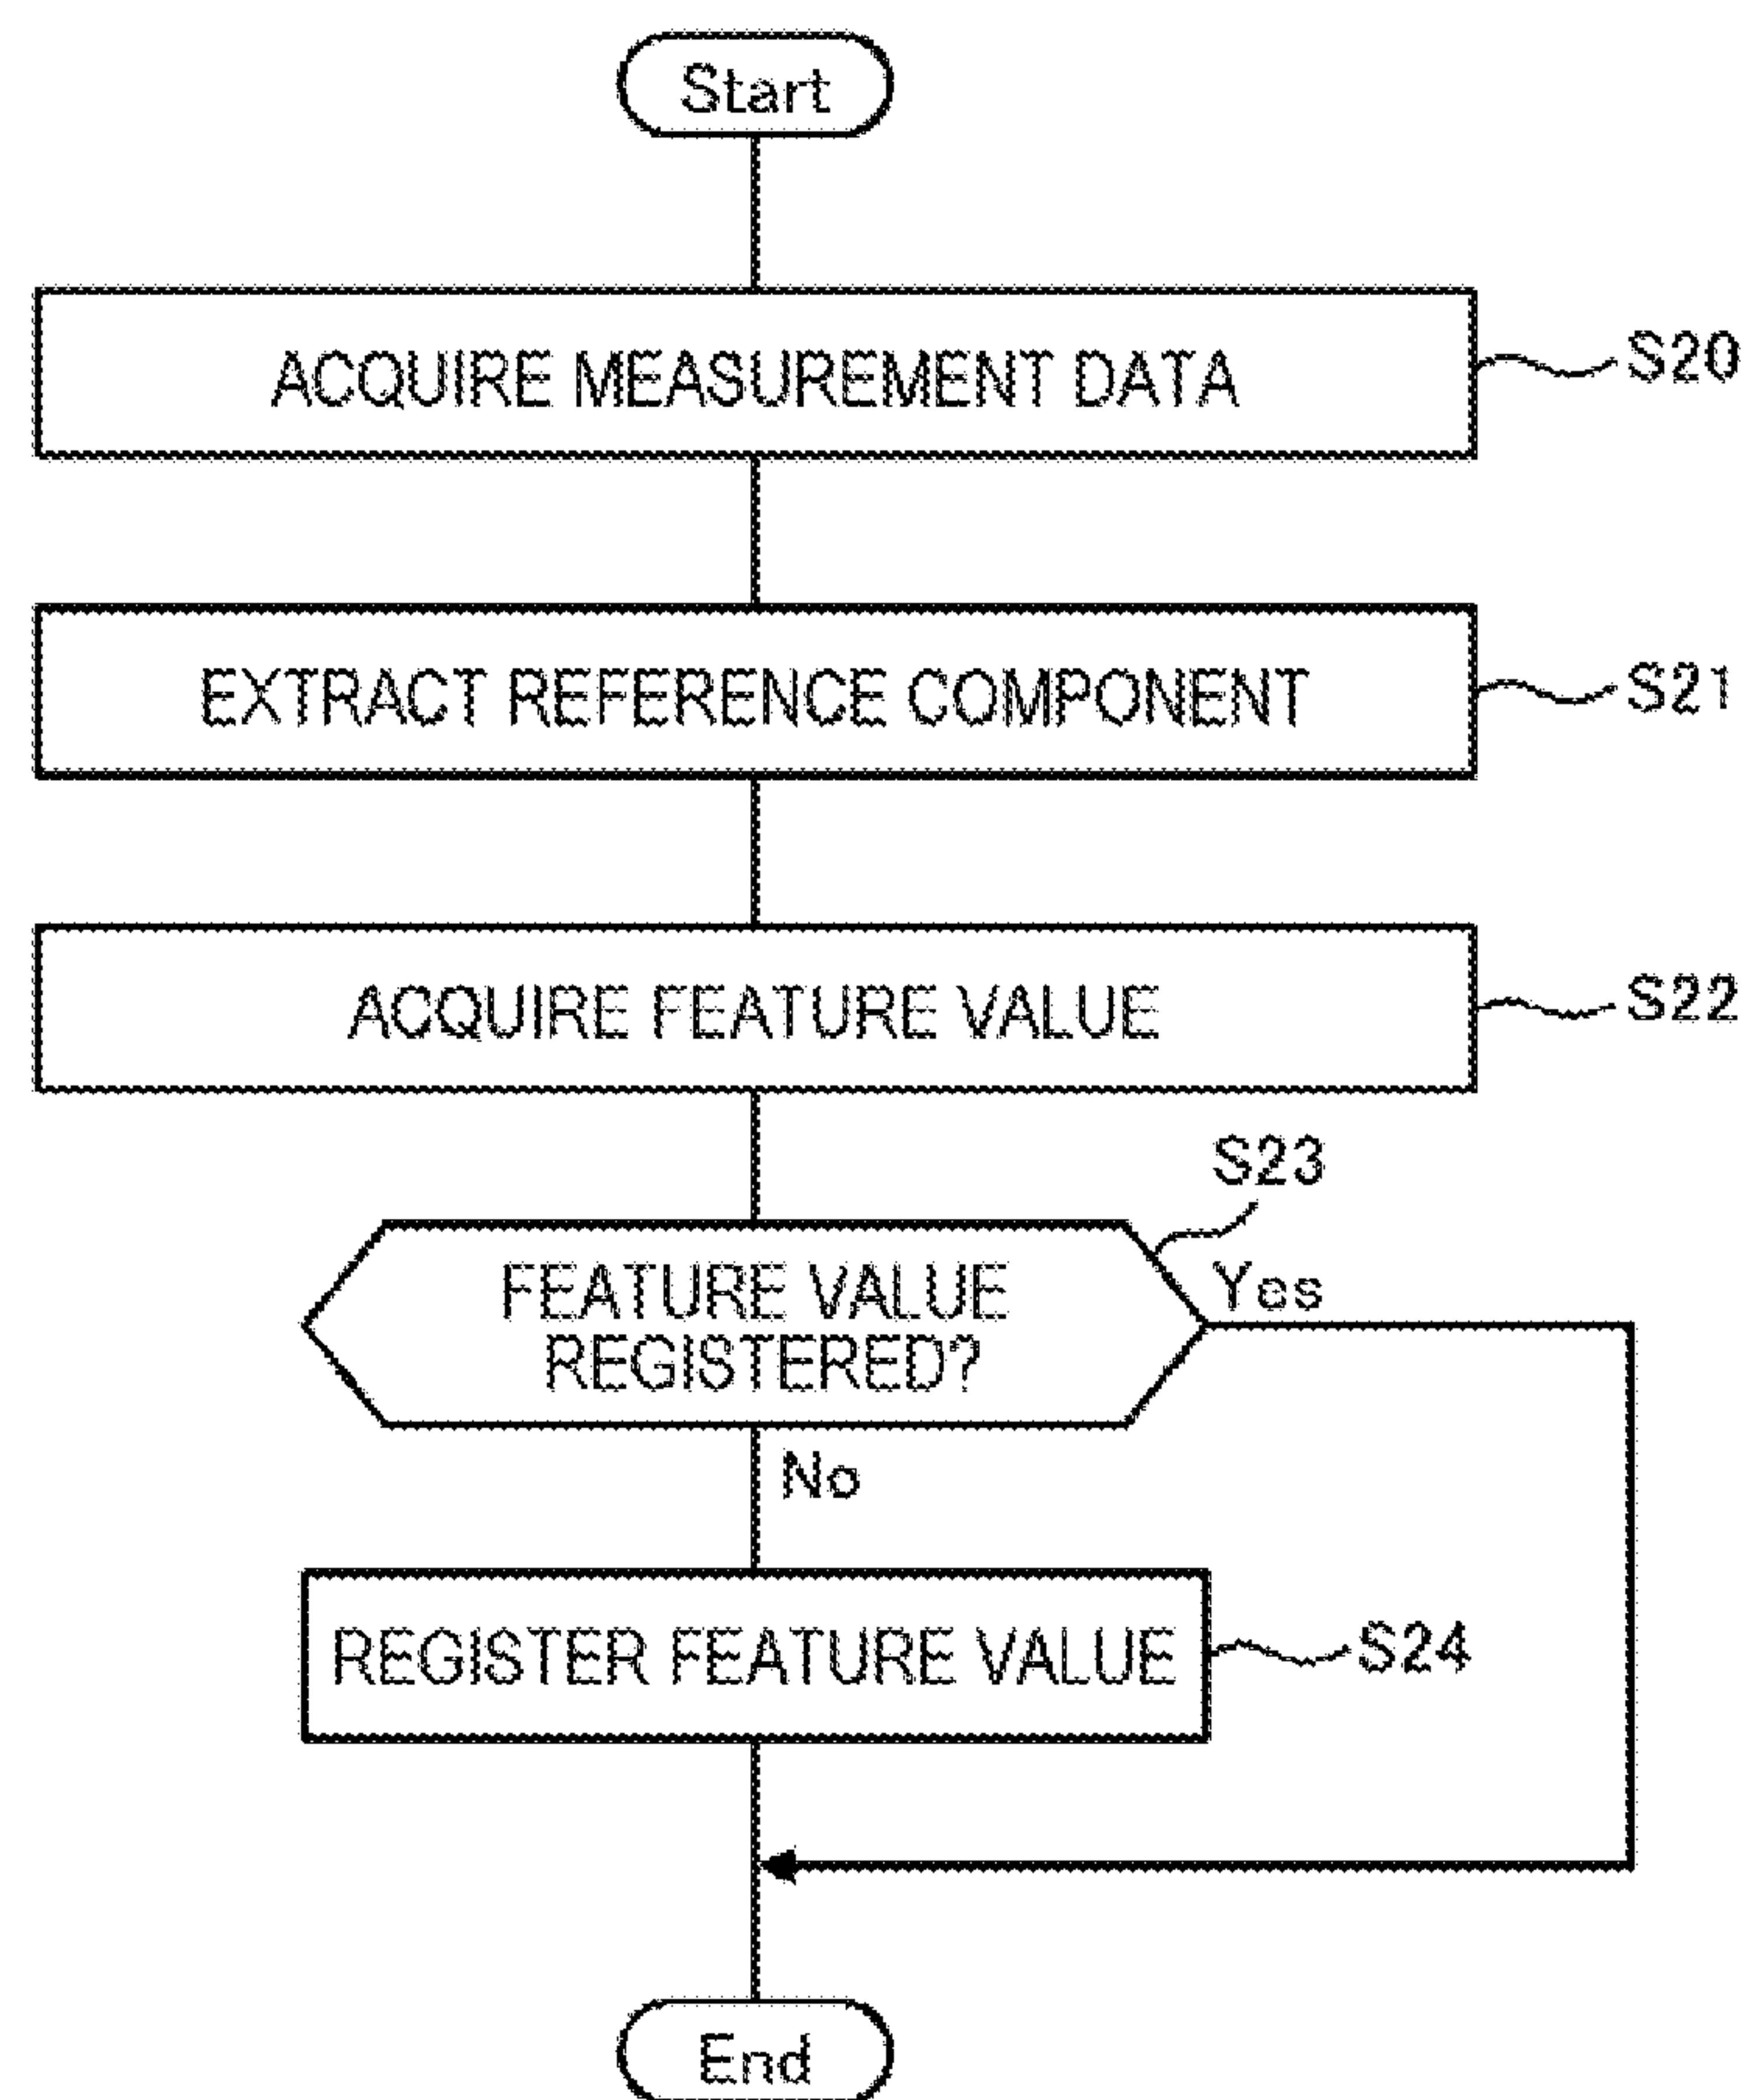 Start
ACQUIRE MEASUREMENT DATA
S20
EXTRACT REFERENCE COMPONENT
S21
ACQUIRE FEATURE VALUE
S22
S23
FEATURE VALUE
REGISTERED?
Yes
No
REGISTER FEATURE VALUE
S24
End